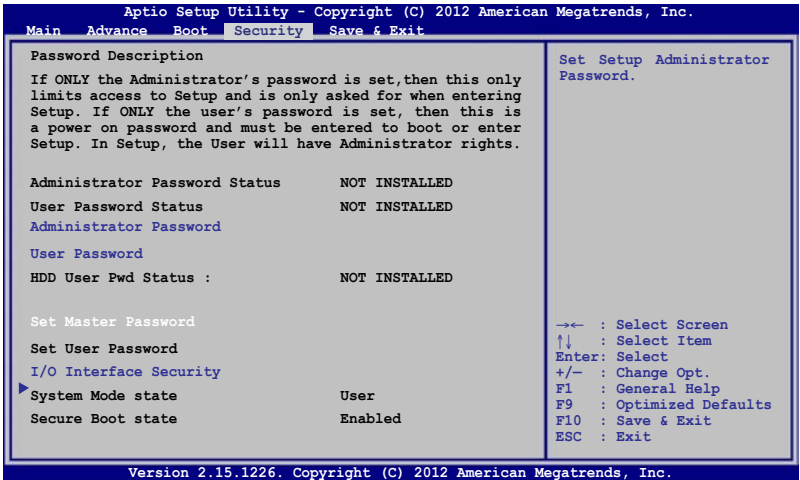 Aptio Setup Utility - Copyright (C) 2012 American Megatrends, Inc.
Main Advance Boot Security Save & Exit
Password Description
If ONLY the Administrator's password is set,then this only
limits access to Setup and is only asked for when entering
Setup. If ONLY the user's password is set, then this is
a power on password and must be entered to boot or enter
Setup. In Setup, the User will have Administrator rights.
Administrator Password Status NOT INSTALLED
User Password Status NOT INSTALLED
Administrator Password
User Password
HDD User Pwd Status : NOT INSTALLED
Set Master Password
Set User Password
I/O Interface Security
System Mode state User
Secure Boot state Enabled
Set Setup Administrator
Password.
→← : Select Screen
↑↓ : Select Item
Enter: Select
+/— : Change Opt.
F1 : General Help
F9 : Optimized Defaults
F10 : Save & Exit
ESC : Exit
Version 2.15.1226. Copyright (C) 2012 American Megatrends, Inc.